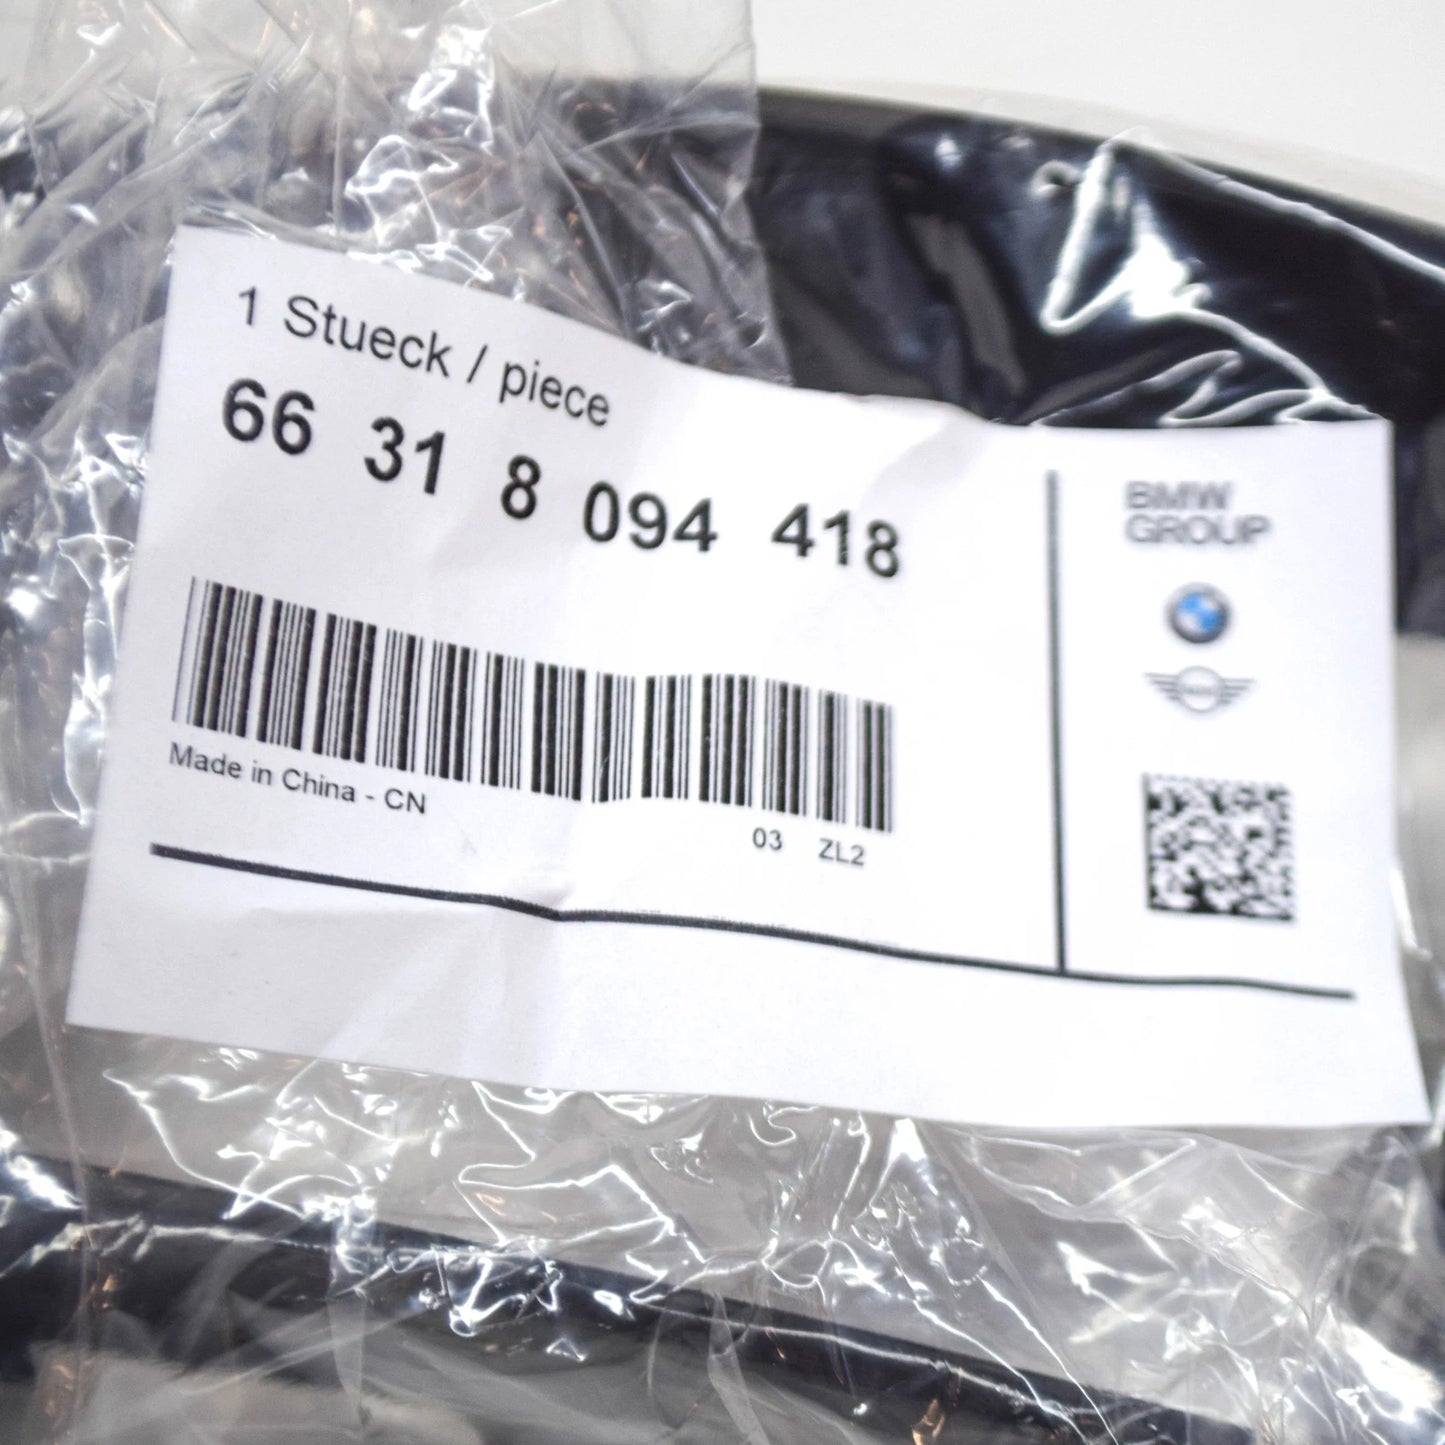 1 Stueck / piece
66 31 8 094 418
Made in China - CN
03 ZL2
BMW
GROUP